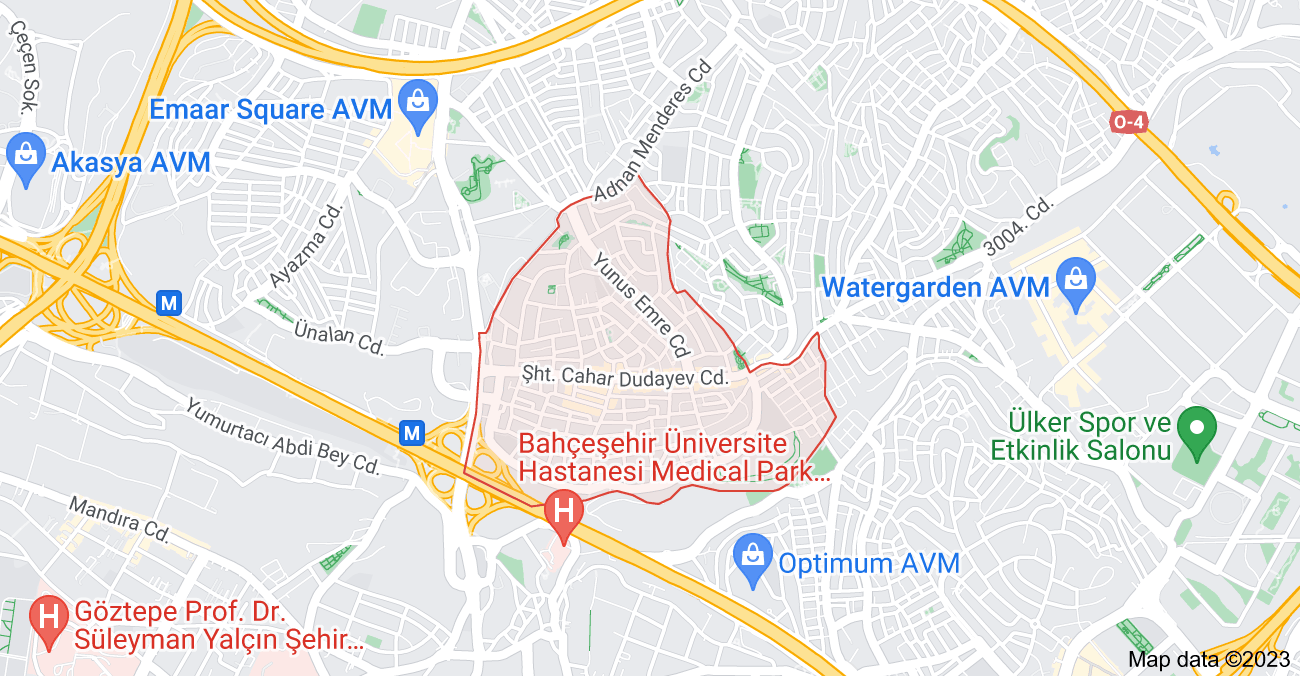 Çeçen Sok.
Adnan Menderes Cd
Emaar Square AVM
O-4
Akasya AVM
Ayazma Cd.
3004. Cd.
Yunus Emre Cd
Watergarden AVM
M
Ünalan Cd.
Şht. Cahar Dudayev Cd.
Yumurtacı Abdi Bey Cd.
M
Ülker Spor ve
Etkinlik Salonu
Bahçeşehir Üniversite
Hastanesi Medical Park...
H
Mandıra Cd.
Optimum AVM
H
Göztepe Prof. Dr.
Süleyman Yalçın Şehir...
Map data ©2023